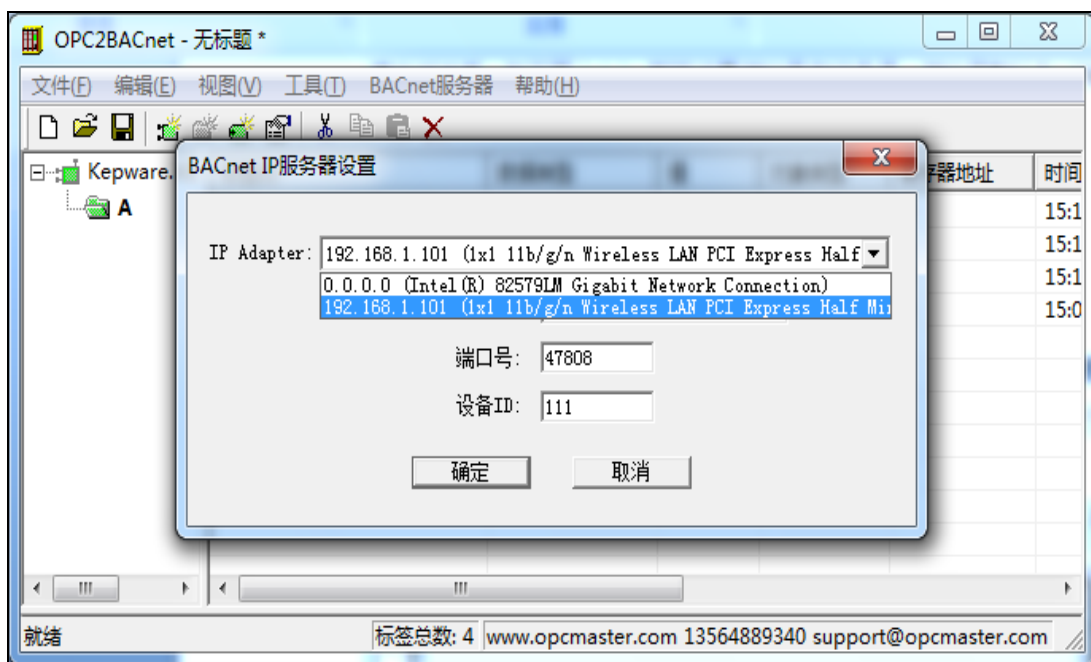 OPC2BACnet - 无标题 *
文件(F) 编辑(E) 视图(V) 工具(T) BACnet服务器 帮助(H)
Kepware.
A
存器地址 时间
15:1
15:1
15:1
15:0
BACnet IP服务器设置
IP Adapter: 192.168.1.101 (1x1 11b/g/n Wireless LAN PCI Express Half
0.0.0.0 (Intel(R) 82579LM Gigabit Network Connection)
192.168.1.101 (1x1 11b/g/n Wireless LAN PCI Express Half Mi
端口号: 47808
设备ID: 111
确定 取消
就绪 标签总数: 4 www.opcmaster.com 13564889340 support@opcmaster.com